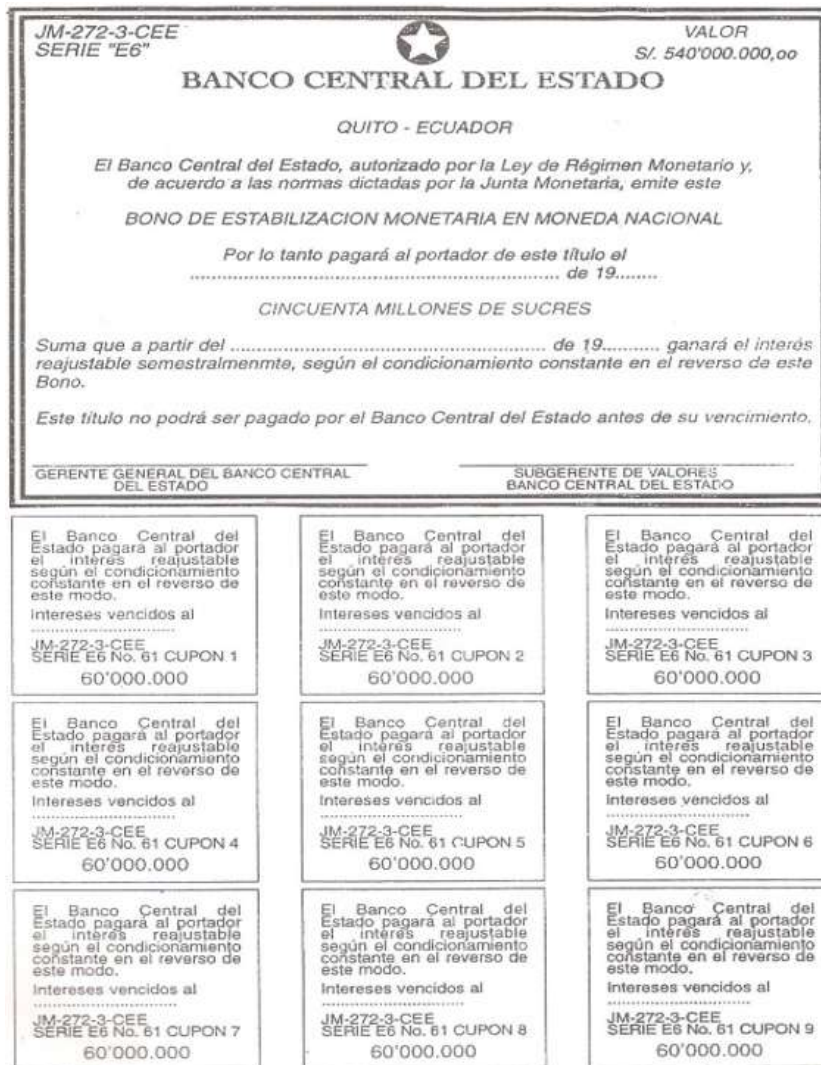 JM-272-3-CEE
SERIE "E6"
VALOR
S/. 540'000.000,oo
BANCO CENTRAL DEL ESTADO
QUITO - ECUADOR
El Banco Central del Estado, autorizado por la Ley de Régimen Monetario y,
de acuerdo a las normas dictadas por la Junta Monetaria, emite este
BONO DE ESTABILIZACION MONETARIA EN MONEDA NACIONAL
Por lo tanto pagará al portador de este título el
............................................................ de 19........
CINCUENTA MILLONES DE SUCRES
Suma que a partir del .................................................... de 19.......... ganará el interés
reajustable semestralmenmte, según el condicionamiento constante en el reverso de este
Bono.
Este título no podrá ser pagado por el Banco Central del Estado antes de su vencimiento.
GERENTE GENERAL DEL BANCO CENTRAL
DEL ESTADO
SUBGERENTE DE VALORES
BANCO CENTRAL DEL ESTADO
El Banco Central del
Estado pagará al portador
el interés reajustable
según el condicionamiento
constante en el reverso de
este modo.
Intereses vencidos al
............................
JM-272-3-CEE
SERIE E6 No. 61 CUPON 1
60'000.000
El Banco Central del
Estado pagará al portador
el interés reajustable
según el condicionamiento
constante en el reverso de
este modo.
Intereses vencidos al
............................
JM-272-3-CEE
SERIE E6 No. 61 CUPON 2
60'000.000
El Banco Central del
Estado pagará al portador
el interés reajustable
según el condicionamiento
constante en el reverso de
este modo.
Intereses vencidos al
............................
JM-272-3-CEE
SERIE E6 No. 61 CUPON 3
60'000.000
El Banco Central del
Estado pagará al portador
el interés reajustable
según el condicionamiento
constante en el reverso de
este modo.
Intereses vencidos al
............................
JM-272-3-CEE
SERIE E6 No. 61 CUPON 4
60'000.000
El Banco Central del
Estado pagará al portador
el interés reajustable
según el condicionamiento
constante en el reverso de
este modo.
Intereses vencidos al
............................
JM-272-3-CEE
SERIE E6 No. 61 CUPON 5
60'000.000
El Banco Central del
Estado pagará al portador
el interés reajustable
según el condicionamiento
constante en el reverso de
este modo.
Intereses vencidos al
............................
JM-272-3-CEE
SERIE E6 No. 61 CUPON 6
60'000.000
El Banco Central del
Estado pagará al portador
el interés reajustable
según el condicionamiento
constante en el reverso de
este modo.
Intereses vencidos al
............................
JM-272-3-CEE
SERIE E6 No. 61 CUPON 7
60'000.000
El Banco Central del
Estado pagará al portador
el interés reajustable
según el condicionamiento
constante en el reverso de
este modo.
Intereses vencidos al
............................
JM-272-3-CEE
SERIE E6 No. 61 CUPON 8
60'000.000
El Banco Central del
Estado pagará al portador
el interés reajustable
según el condicionamiento
constante en el reverso de
este modo.
Intereses vencidos al
............................
JM-272-3-CEE
SERIE E6 No. 61 CUPON 9
60'000.000